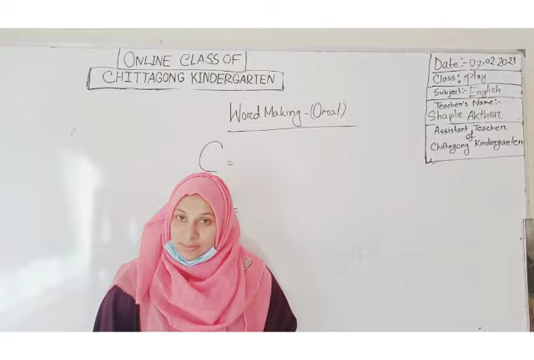 ONLINE CLASS OF
CHITTAGONG KINDERGARTEN
Word Making-(Oral)
C =
=
Date:- 07.02.2021
Class: Play
Subject:- English
Teacher's Name:-
Shaple Akther
Assistant Teacher
of
Chittagong Kindergarten